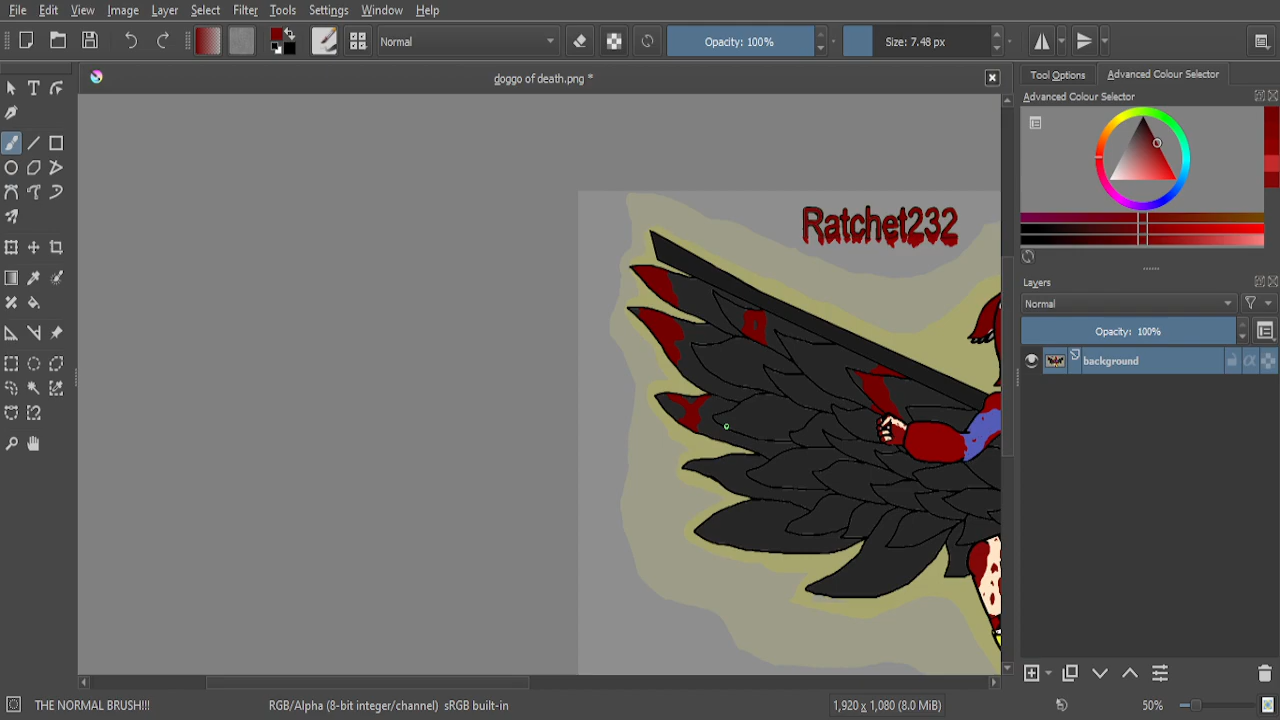 File Edit View Image Layer Select Filter Tools Settings Window Help
Normal Opacity: 100% Size: 7.48 px
doggo of death.png *
Tool Options Advanced Colour Selector
Advanced Colour Selector
Ratchet232
Layers
Normal
Opacity: 100%
background
THE NORMAL BRUSH!!! RGB/Alpha (8-bit integer/channel) sRGB built-in 1,920 x 1,080 (8.0 MiB) 50%